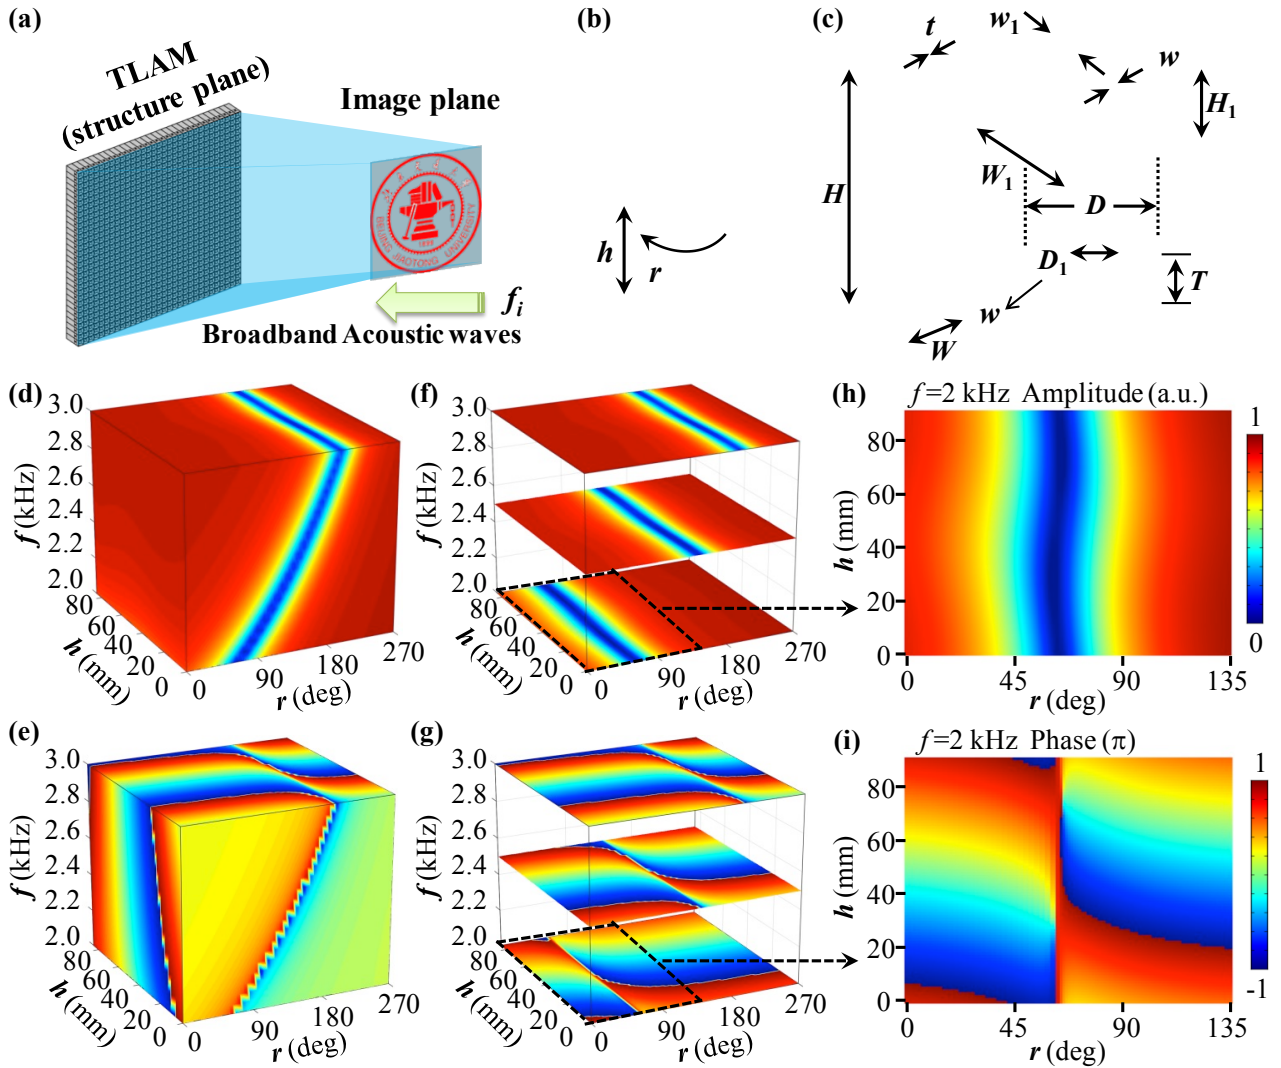 (a)
TLAM
(structure plane)
Image plane
BEIJING JIAOTONG UNIVERSITY
f_i
Broadband Acoustic waves
(b)
h
r
(c)
t
w₁
w
H₁
H
W₁
D
D₁
T
w
W
(d)
3.0
2.8
2.6
2.4
2.2
2.0
f (kHz)
80
60
40
20
0
h (mm)
0
90
180
270
r (deg)
(f)
3.0
2.8
2.6
2.4
2.2
2.0
f (kHz)
80
60
40
20
0
h (mm)
0
90
180
270
r (deg)
(h)
f=2 kHz Amplitude (a.u.)
80
60
40
20
0
h (mm)
0
45
90
135
r (deg)
1
0
(e)
3.0
2.8
2.6
2.4
2.2
2.0
f (kHz)
80
60
40
20
0
h (mm)
0
90
180
270
r (deg)
(g)
3.0
2.8
2.6
2.4
2.2
2.0
f (kHz)
80
60
40
20
0
h (mm)
0
90
180
270
r (deg)
(i)
f=2 kHz Phase (π)
80
60
40
20
0
h (mm)
0
45
90
135
r (deg)
1
-1